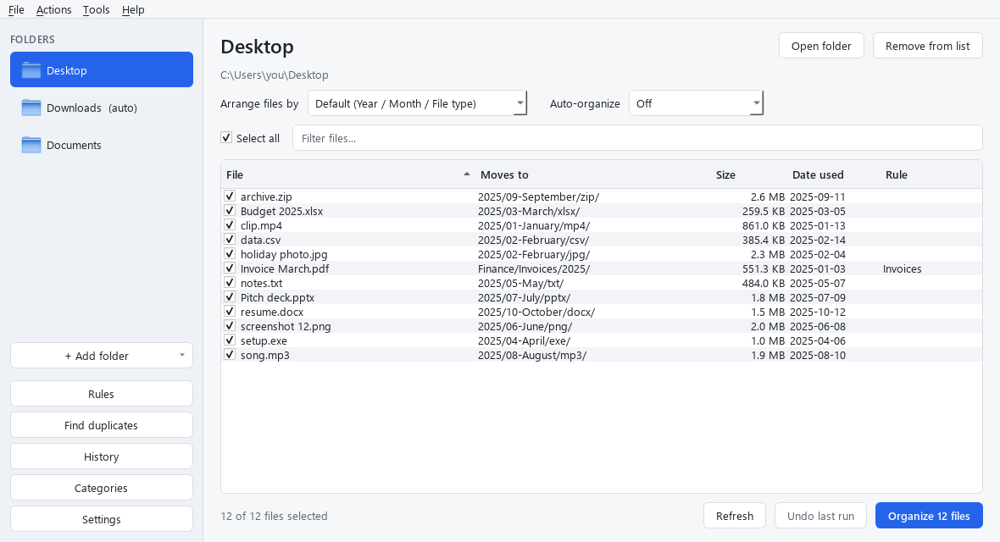 File Actions Tools Help
FOLDERS
Desktop
Downloads (auto)
Documents
+ Add folder
Rules
Find duplicates
History
Categories
Settings
Desktop
Open folder
Remove from list
C:\Users\you\Desktop
Arrange files by Default (Year / Month / File type) Auto-organize Off
Select all Filter files...
File Moves to Size Date used Rule
archive.zip 2025/09-September/zip/ 2.6 MB 2025-09-11
Budget 2025.xlsx 2025/03-March/xlsx/ 259.5 KB 2025-03-05
clip.mp4 2025/01-January/mp4/ 861.0 KB 2025-01-13
data.csv 2025/02-February/csv/ 385.4 KB 2025-02-14
holiday photo.jpg 2025/02-February/jpg/ 2.3 MB 2025-02-04
Invoice March.pdf Finance/Invoices/2025/ 551.3 KB 2025-01-03 Invoices
notes.txt 2025/05-May/txt/ 484.0 KB 2025-05-07
Pitch deck.pptx 2025/07-July/pptx/ 1.8 MB 2025-07-09
resume.docx 2025/10-October/docx/ 1.5 MB 2025-10-12
screenshot 12.png 2025/06-June/png/ 2.0 MB 2025-06-08
setup.exe 2025/04-April/exe/ 1.0 MB 2025-04-06
song.mp3 2025/08-August/mp3/ 1.9 MB 2025-08-10
12 of 12 files selected
Refresh
Undo last run
Organize 12 files